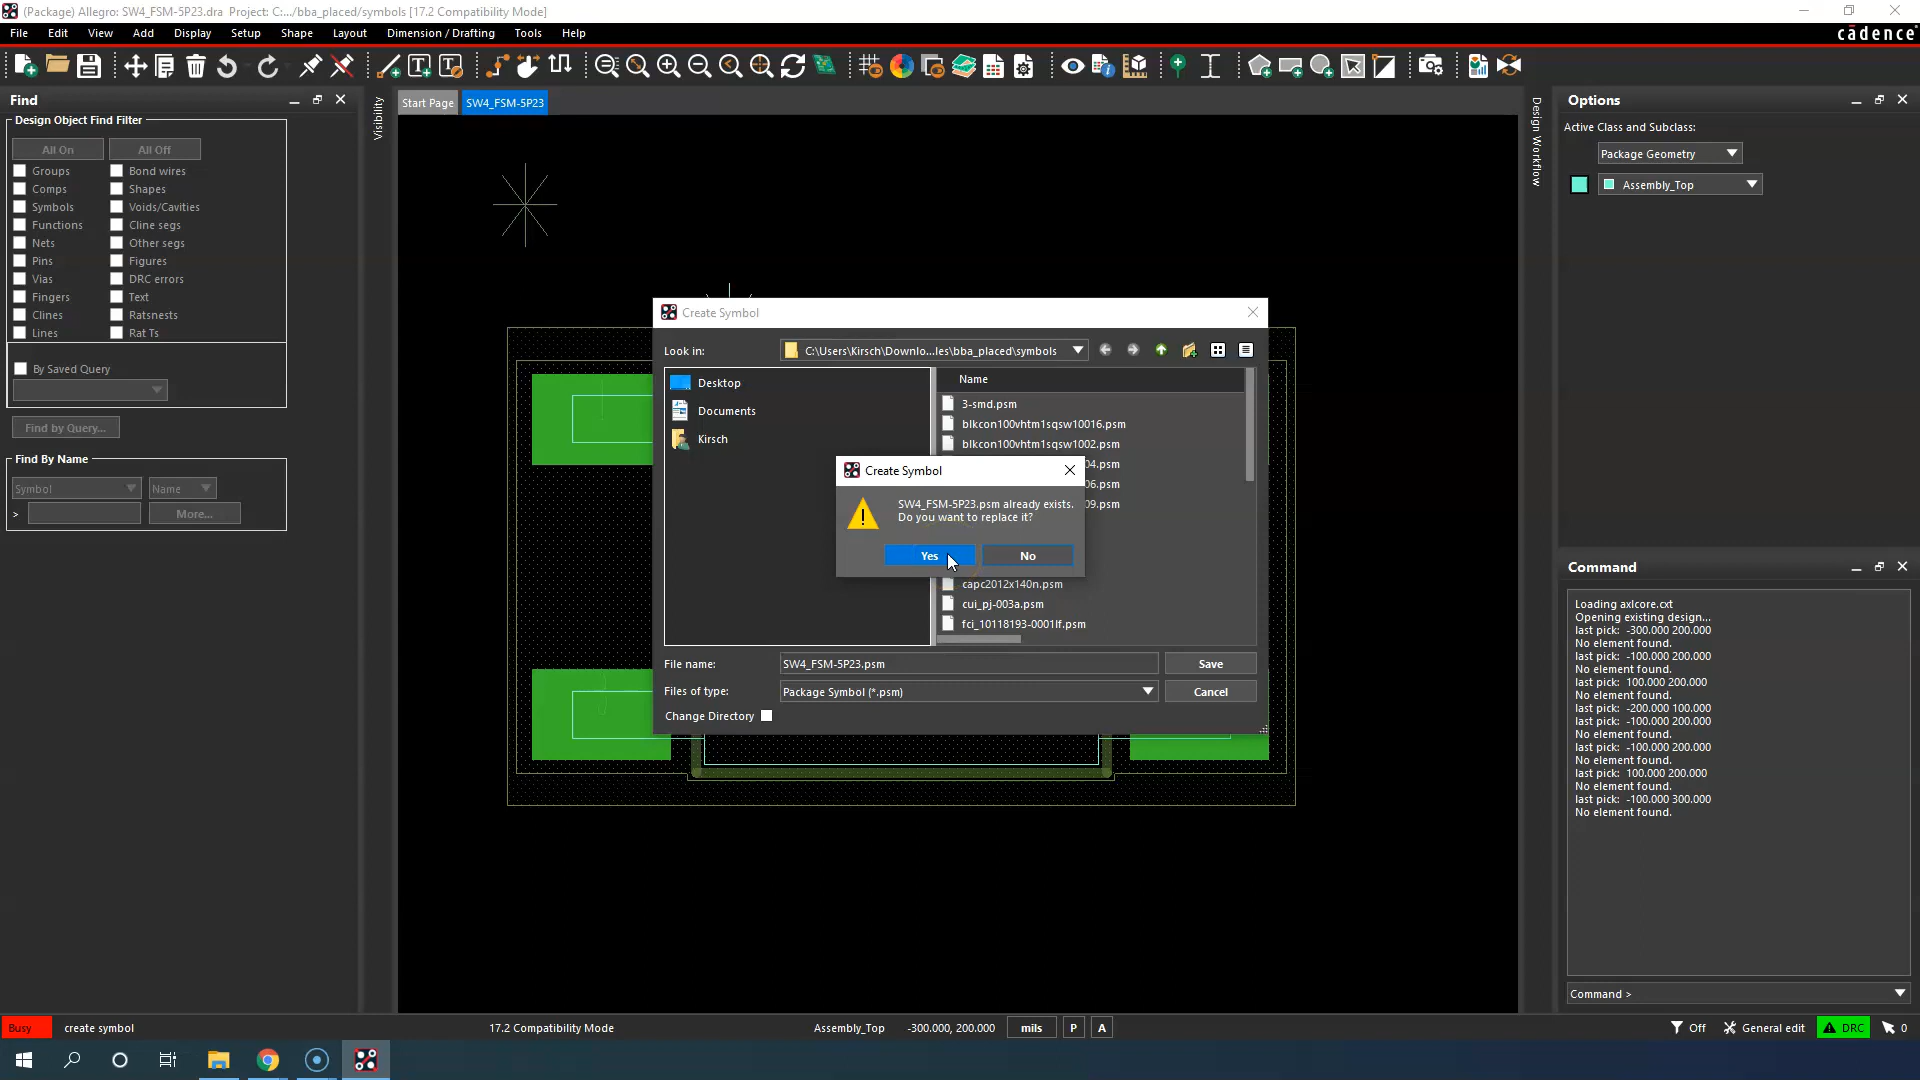 (Package) Allegro: SW4_FSM-5P23.dra  Project: C:.../bba_placed/symbols [17.2 Compatibility Mode]
File Edit View Add Display Setup Shape Layout Dimension / Drafting Tools Help
cādence
Find
Start Page
SW4_FSM-5P23
Options
Design Object Find Filter
All On
All Off
Groups
Bond wires
Comps
Shapes
Symbols
Voids/Cavities
Functions
Cline segs
Nets
Other segs
Pins
Figures
Vias
DRC errors
Fingers
Text
Clines
Ratsnests
Lines
Rat Ts
By Saved Query
Find by Query...
Find By Name
Symbol
Name
>
More...
Visibility
Design Workflow
Active Class and Subclass:
Package Geometry
Assembly_Top
Create Symbol
Look in:
C:\Users\Kirsch\Downlo...les\bba_placed\symbols
Desktop
Documents
Kirsch
Name
3-smd.psm
blkcon100vhtm1sqsw10016.psm
blkcon100vhtm1sqsw1002.psm
04.psm
06.psm
09.psm
capc2012x140n.psm
cui_pj-003a.psm
fci_10118193-0001lf.psm
Create Symbol
SW4_FSM-5P23.psm already exists.
Do you want to replace it?
Yes
No
File name:
SW4_FSM-5P23.psm
Save
Files of type:
Package Symbol (*.psm)
Cancel
Change Directory
Command
Loading axlcore.cxt
Opening existing design...
last pick:  -300.000 200.000
No element found.
last pick:  -100.000 200.000
No element found.
last pick:  100.000 200.000
No element found.
last pick:  -200.000 100.000
last pick:  -100.000 200.000
No element found.
last pick:  -100.000 200.000
No element found.
last pick:  100.000 200.000
No element found.
last pick:  -100.000 300.000
No element found.
Command >
Busy
create symbol
17.2 Compatibility Mode
Assembly_Top
-300.000, 200.000
mils
P
A
Off
General edit
DRC
0